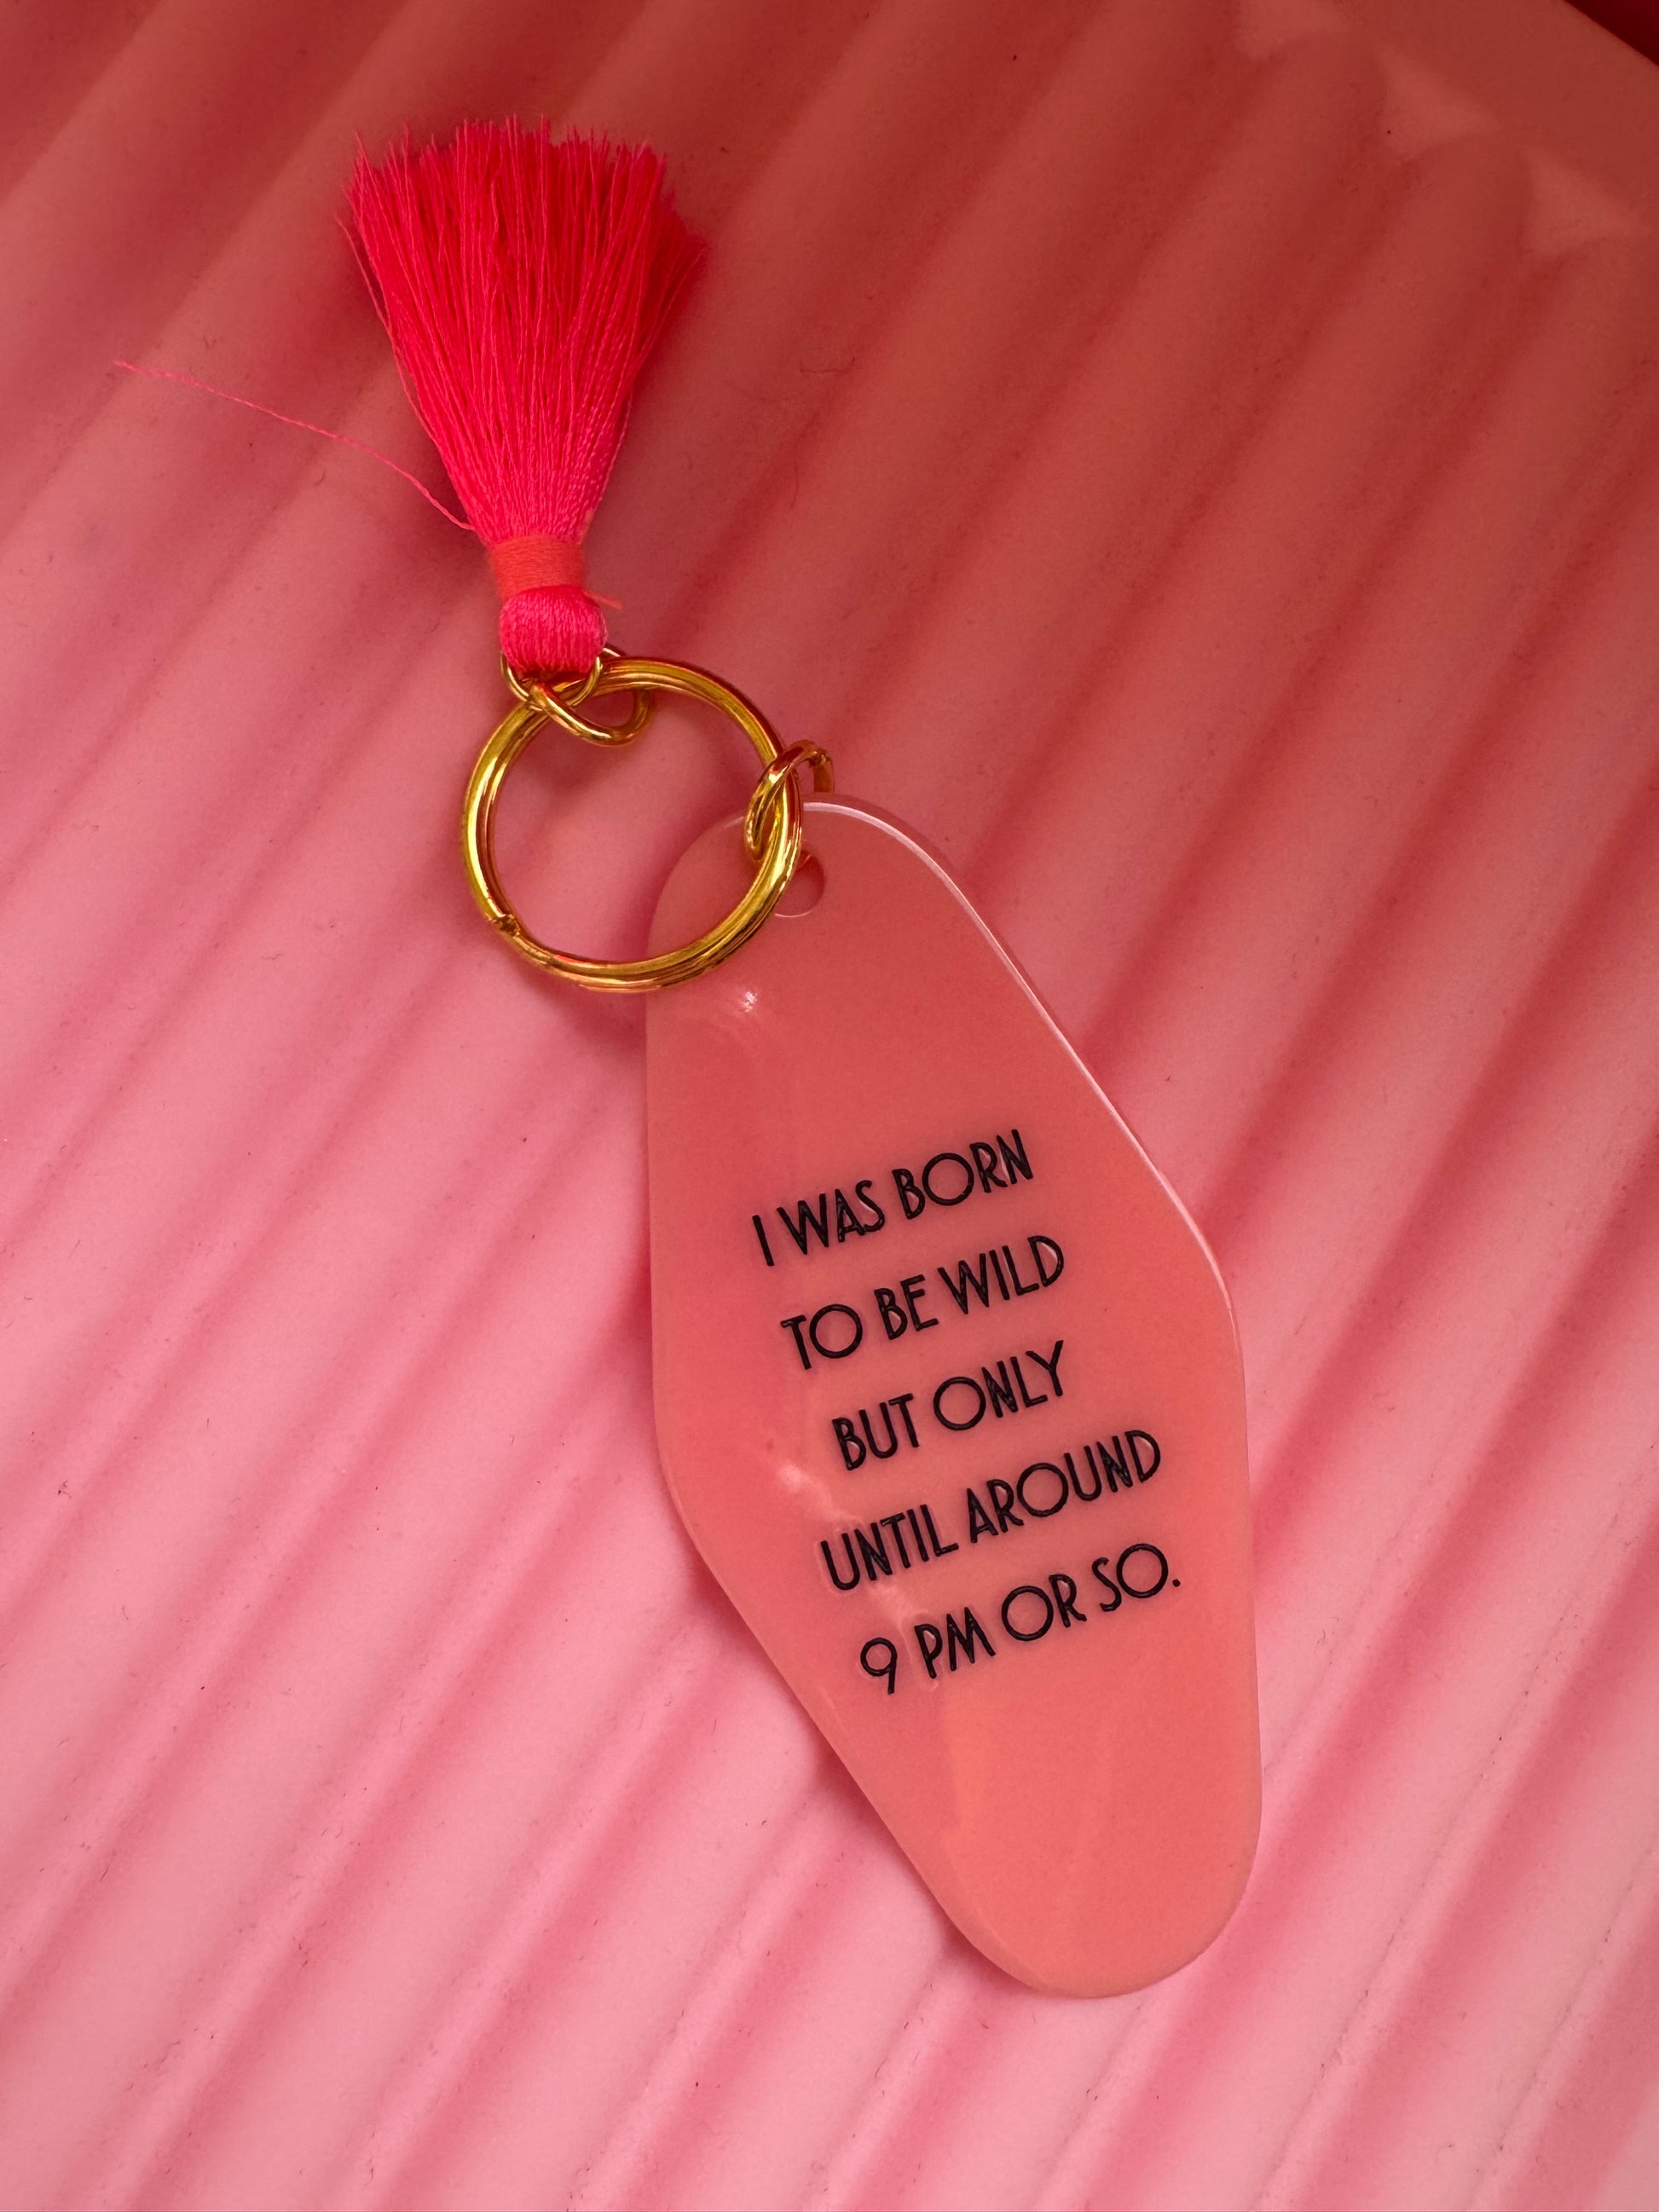 I WAS BORN
TO BE WILD
BUT ONLY
UNTIL AROUND
9 PM OR SO.